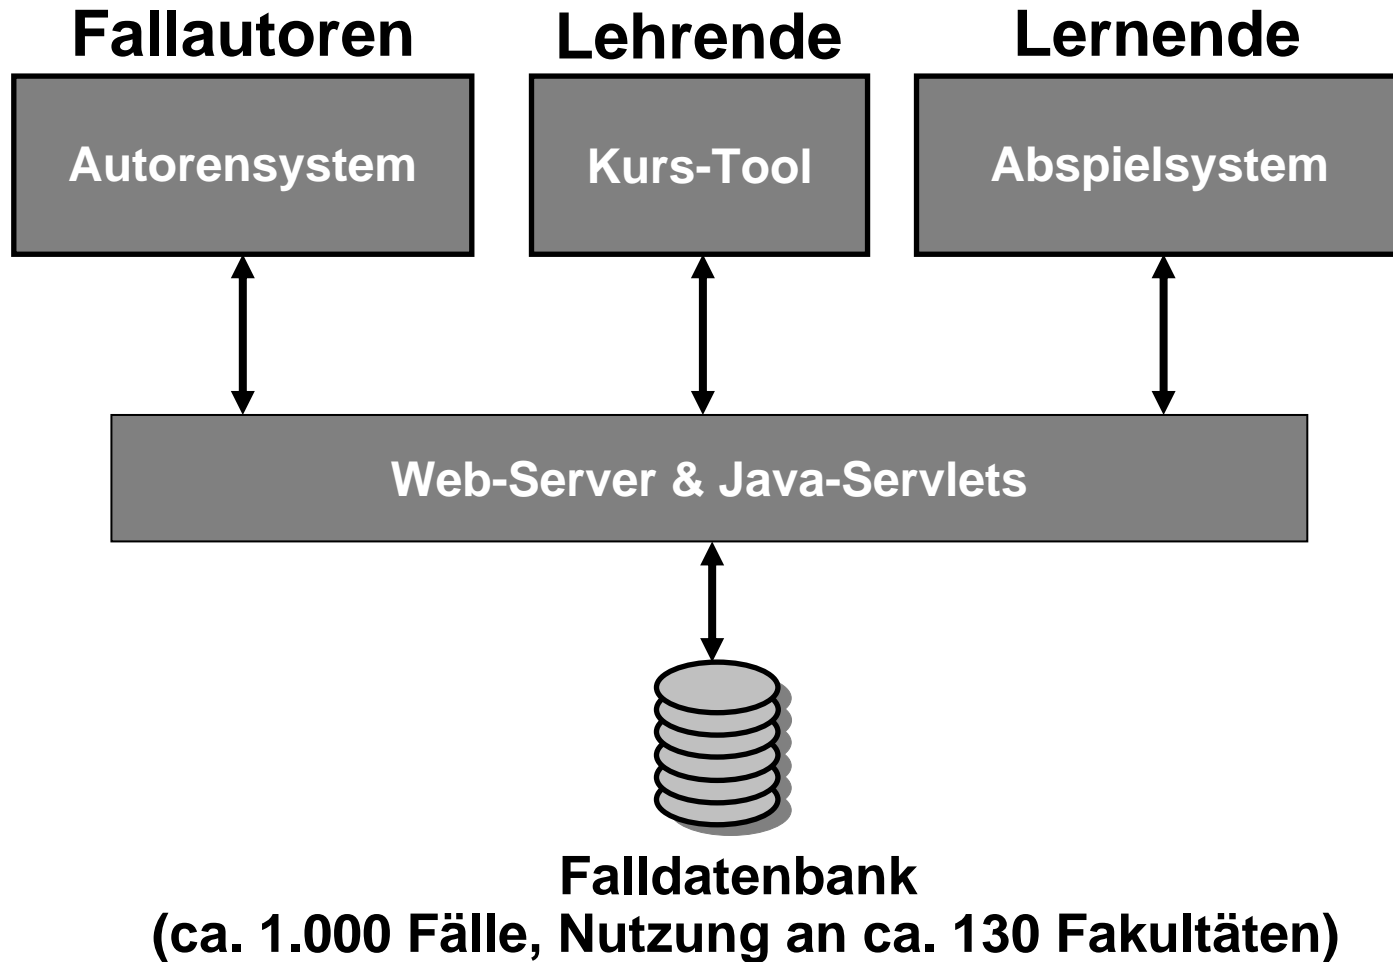 Fallautoren
Lehrende
Lernende
Autorensystem
Kurs-Tool
Abspielsystem
Web-Server & Java-Servlets
Falldatenbank
(ca. 1.000 Fälle, Nutzung an ca. 130 Fakultäten)